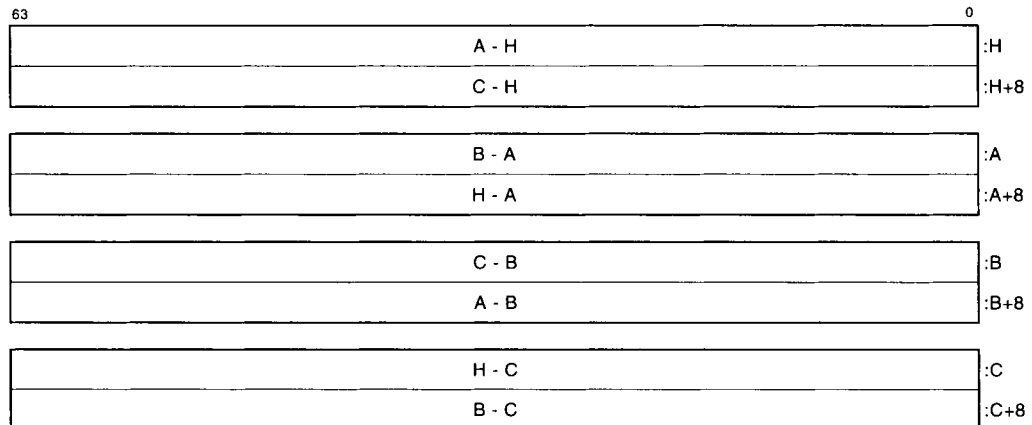 63 0
A - H :H
C - H :H+8
B - A :A
H - A :A+8
C - B :B
A - B :B+8
H - C :C
B - C :C+8